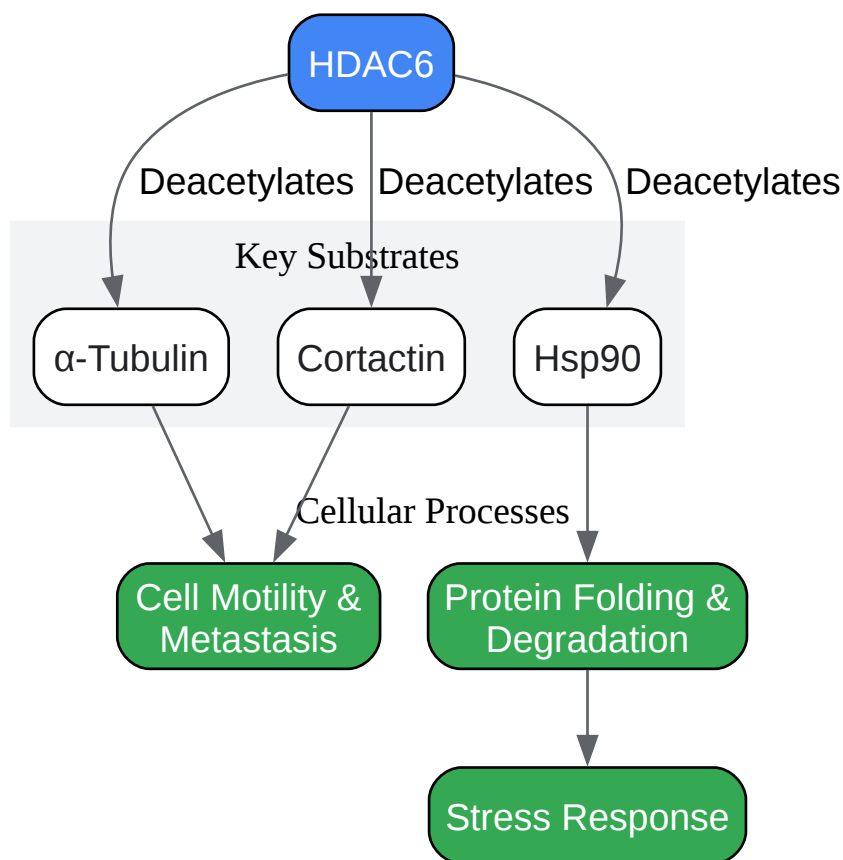 HDAC6
Deacetylates
Deacetylates
Deacetylates
Key Substrates
α-Tubulin
Cortactin
Hsp90
Cellular Processes
Cell Motility &
Metastasis
Protein Folding &
Degradation
Stress Response